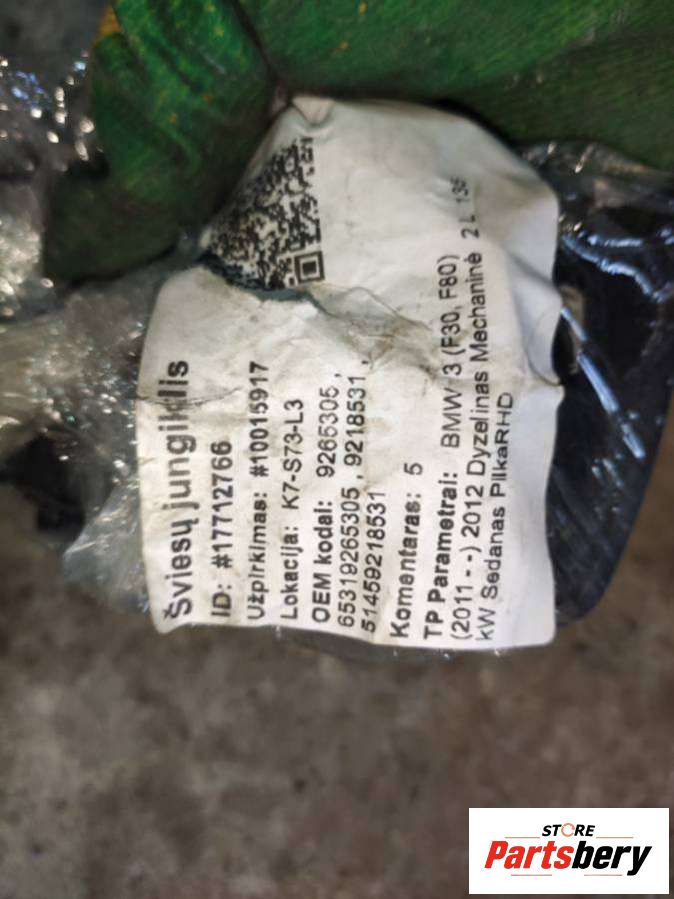 Šviesų jungiklis
ID: #17712766
Užpirkimas: #10015917
Lokacija: K7-S73-L3
OEM kodai: 9265305 ,
65319265305 , 9218531 ,
51459218531
Komentaras: 5
TP Parametrai: BMW 3 (F30, F80)
(2011 - -) 2012 Dyzelinas Mechaninė 2 L 135
kW Sedanas PilkaRHD
STORE
Partsbery